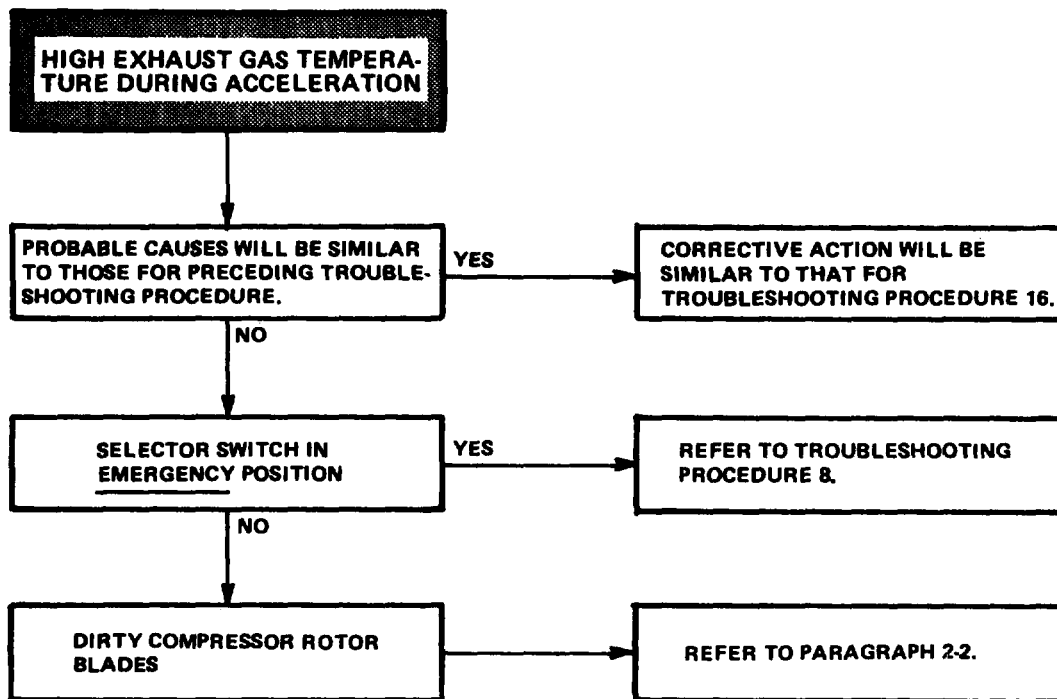 HIGH EXHAUST GAS TEMPERA-
TURE DURING ACCELERATION
PROBABLE CAUSES WILL BE SIMILAR
TO THOSE FOR PRECEDING TROUBLE-
SHOOTING PROCEDURE.
YES
CORRECTIVE ACTION WILL BE
SIMILAR TO THAT FOR
TROUBLESHOOTING PROCEDURE 16.
NO
SELECTOR SWITCH IN
EMERGENCY POSITION
YES
REFER TO TROUBLESHOOTING
PROCEDURE 8.
NO
DIRTY COMPRESSOR ROTOR
BLADES
REFER TO PARAGRAPH 2-2.